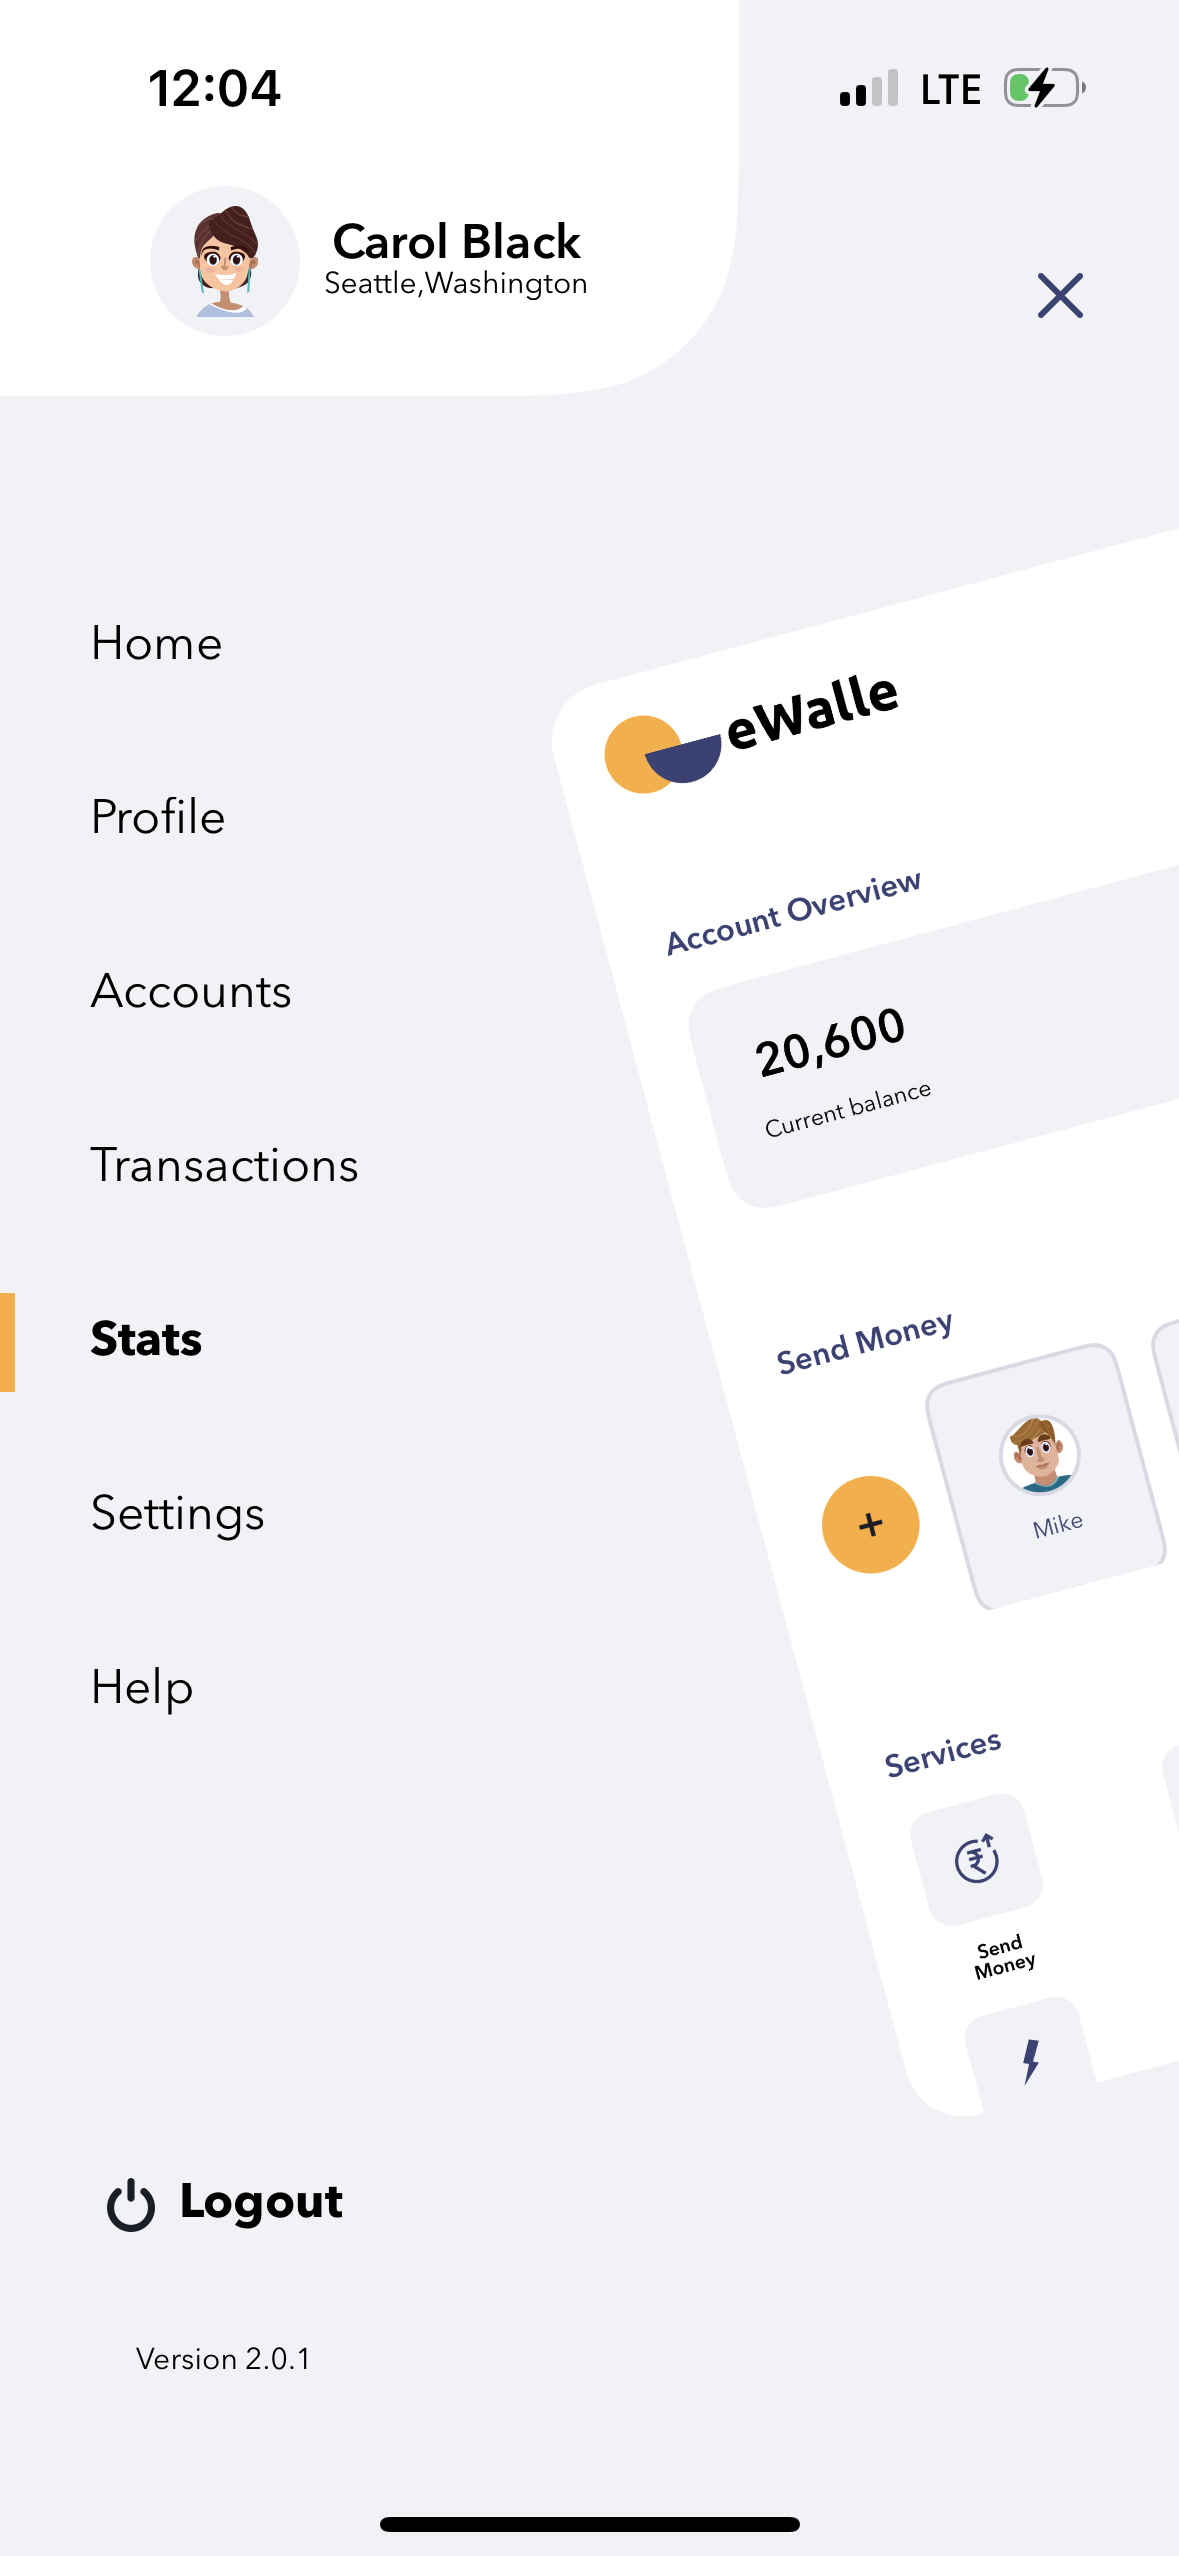 12:04
LTE
Carol Black
Seattle,Washington
Home
Profile
Accounts
Transactions
Stats
Settings
Help
Logout
Version 2.0.1
eWalle
Account Overview
20,600
Current balance
Send Money
+
Mike
Services
₹
Send
Money